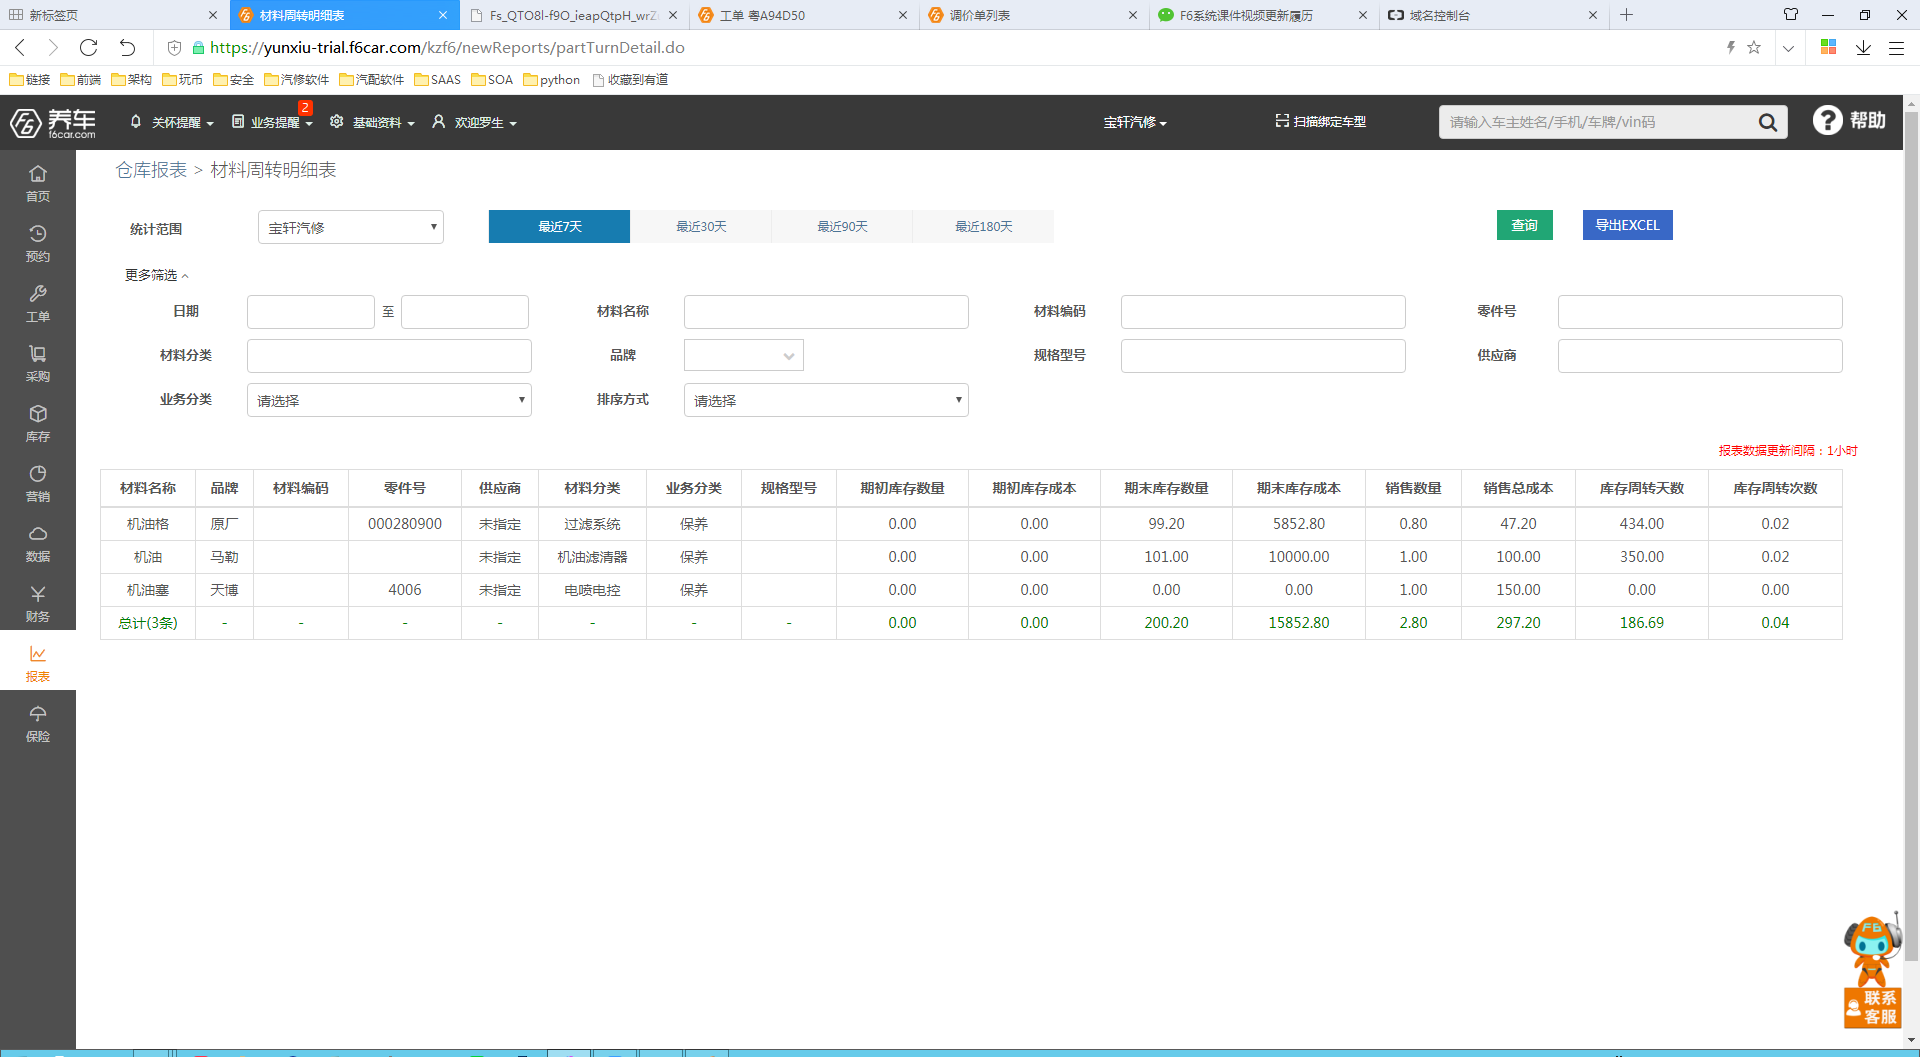 新标签页
材料周转明细表
Fs_QTO8l-f9O_ieapQtpH_wrZ
工单 粤A94D50
调价单列表
F6系统课件视频更新履历
域名控制台
https://yunxiu-trial.f6car.com/kzf6/newReports/partTurnDetail.do
链接 前端 架构 玩币 安全 汽修软件 汽配软件 SAAS SOA python 收藏到有道
养车
f6car.com
关怀提醒 业务提醒 2 基础资料 欢迎罗生 宝轩汽修 扫描绑定车型 请输入车主姓名/手机/车牌/vin码 帮助
首页
预约
工单
采购
库存
营销
数据
财务
报表
保险
仓库报表 > 材料周转明细表
统计范围 宝轩汽修 最近7天 最近30天 最近90天 最近180天 查询 导出EXCEL
更多筛选
日期 至 材料名称 材料编码 零件号
材料分类 品牌 规格型号 供应商
业务分类 请选择 排序方式 请选择
报表数据更新间隔：1小时
材料名称 品牌 材料编码 零件号 供应商 材料分类 业务分类 规格型号 期初库存数量 期初库存成本 期末库存数量 期末库存成本 销售数量 销售总成本 库存周转天数 库存周转次数
机油格 原厂 000280900 未指定 过滤系统 保养 0.00 0.00 99.20 5852.80 0.80 47.20 434.00 0.02
机油 马勒 未指定 机油滤清器 保养 0.00 0.00 101.00 10000.00 1.00 100.00 350.00 0.02
机油塞 天博 4006 未指定 电喷电控 保养 0.00 0.00 0.00 0.00 1.00 150.00 0.00 0.00
总计(3条) - - - - - - - 0.00 0.00 200.20 15852.80 2.80 297.20 186.69 0.04
F6
联系
客服